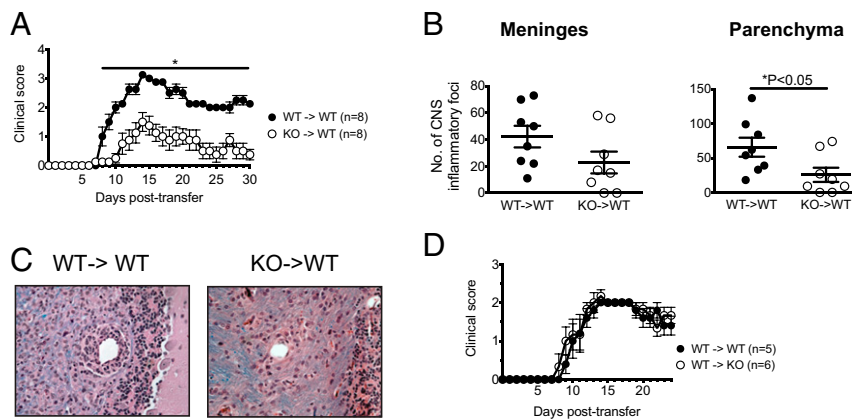 A
Clinical score
4
3
2
1
0
*
5 10 15 20 25 30
Days post-transfer
WT -> WT (n=8)
KO -> WT (n=8)
B
Meninges
Parenchyma
No. of CNS
inflammatory foci
80
60
40
20
0
WT->WT KO->WT
*P<0.05
150
100
50
0
WT->WT KO->WT
C
WT-> WT
KO->WT
D
Clinical score
3
2
1
0
5 10 15 20
Days post-transfer
WT -> WT (n=5)
WT -> KO (n=6)